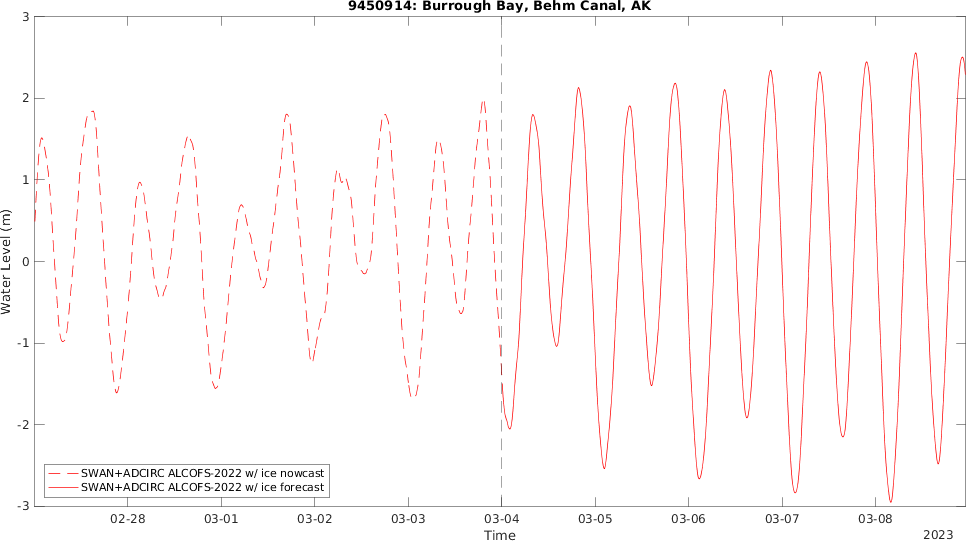 9450914: Burrough Bay, Behm Canal, AK
Water Level (m)
3
2
1
0
-1
-2
-3
SWAN+ADCIRC ALCOFS-2022 w/ ice nowcast
SWAN+ADCIRC ALCOFS-2022 w/ ice forecast
02-28 03-01 03-02 03-03 03-04 03-05 03-06 03-07 03-08
Time
2023